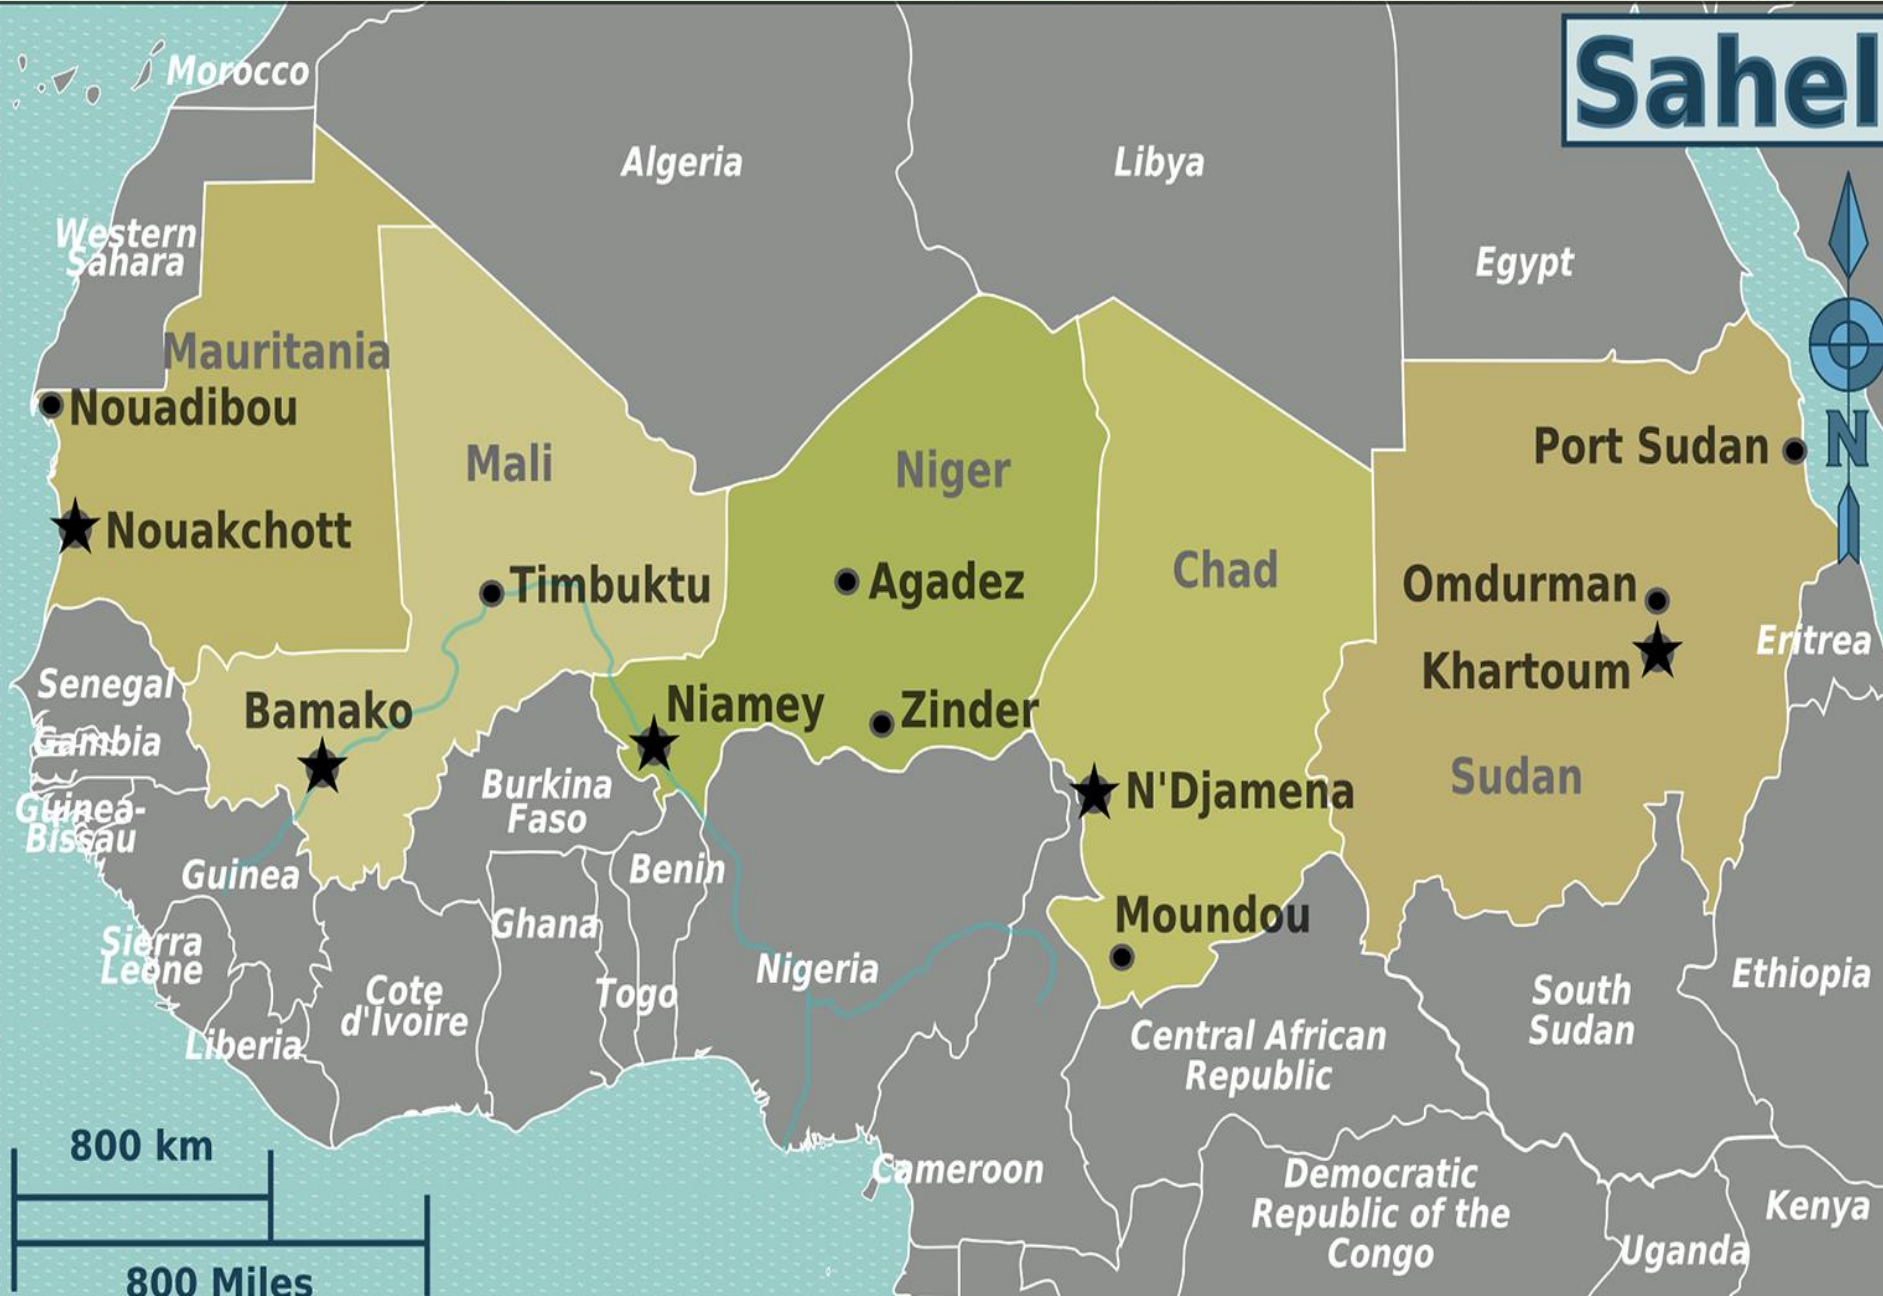 Sahel
Morocco
Algeria
Libya
Western
Sahara
Egypt
Mauritania
Nouadibou
Mali
Niger
Port Sudan
N
Nouakchott
Timbuktu
Agadez
Chad
Omdurman
Khartoum
Eritrea
Senegal
Bamako
Niamey
Zinder
Gambia
Burkina
Faso
N'Djamena
Sudan
Guinea-
Bissau
Guinea
Benin
Ghana
Moundou
Sierra
Leone
Cote
d'Ivoire
Togo
Nigeria
South
Sudan
Ethiopia
Liberia
Central African
Republic
800 km
Cameroon
Democratic
Republic of the
Congo
Kenya
Uganda
800 Miles